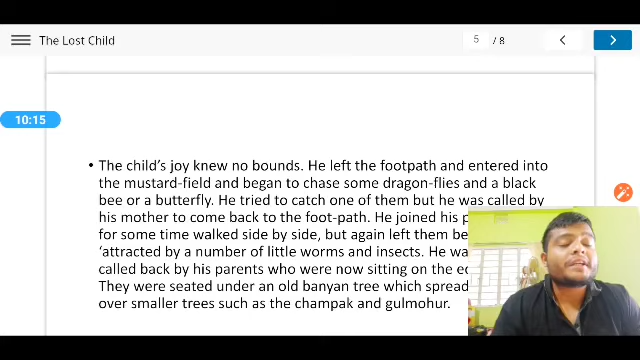 The Lost Child
5 / 8
10:15
• The child's joy knew no bounds. He left the footpath and entered into
the mustard-field and began to chase some dragon-flies and a black
bee or a butterfly. He tried to catch one of them but he was called by
his mother to come back to the foot-path. He joined his
for some time walked side by side, but again left them
'attracted by a number of little worms and insects. He
called back by his parents who were now sitting on the
They were seated under an old banyan tree which spread
over smaller trees such as the champak and gulmohur.